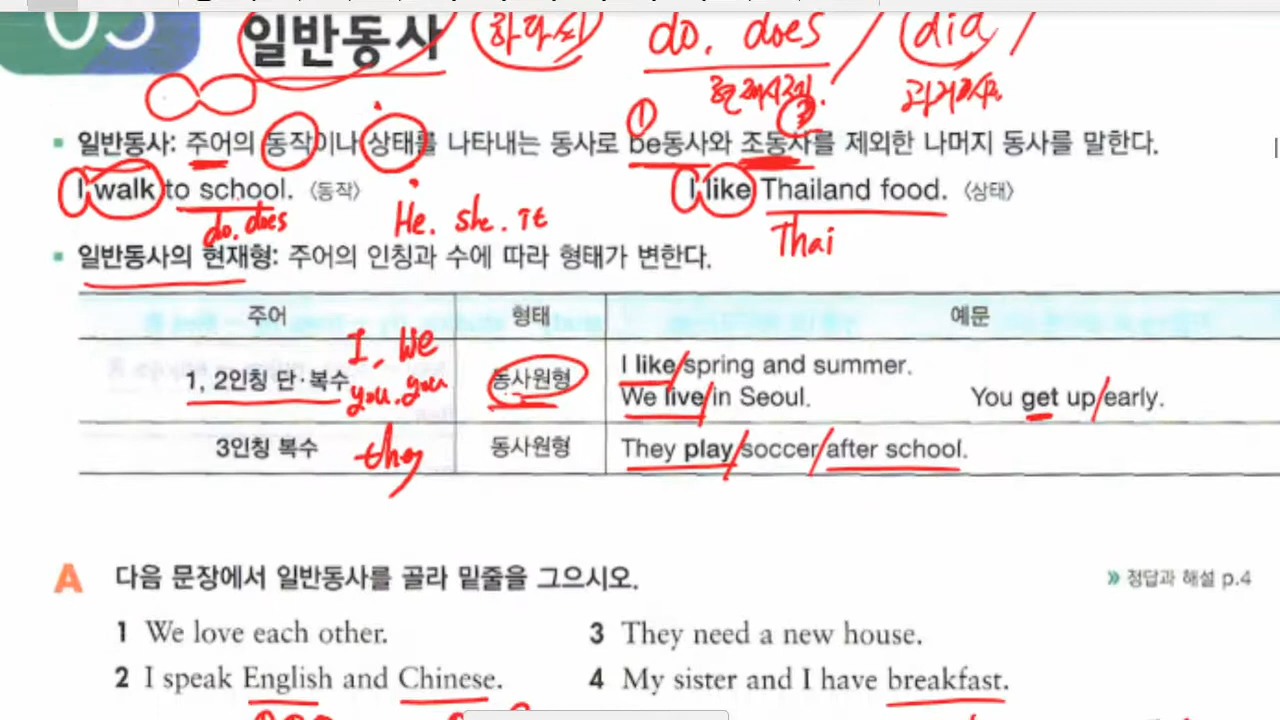 03
일반동사 하다씨 do. does / did /
현재시제. 과거시제.
① ②
일반동사: 주어의 동작이나 상태를 나타내는 동사로 be동사와 조동사를 제외한 나머지 동사를 말한다.
I walk to school. 〈동작〉 I like Thailand food. 〈상태〉
do. does He. she. it Thai
일반동사의 현재형: 주어의 인칭과 수에 따라 형태가 변한다.
주어 형태 예문
I, We
1, 2인칭 단·복수 you. you 동사원형 I like/spring and summer.
We live/in Seoul. You get up/early.
3인칭 복수 they 동사원형 They play/soccer/after school.
A 다음 문장에서 일반동사를 골라 밑줄을 그으시오. » 정답과 해설 p.4
1 We love each other. 3 They need a new house.
2 I speak English and Chinese. 4 My sister and I have breakfast.